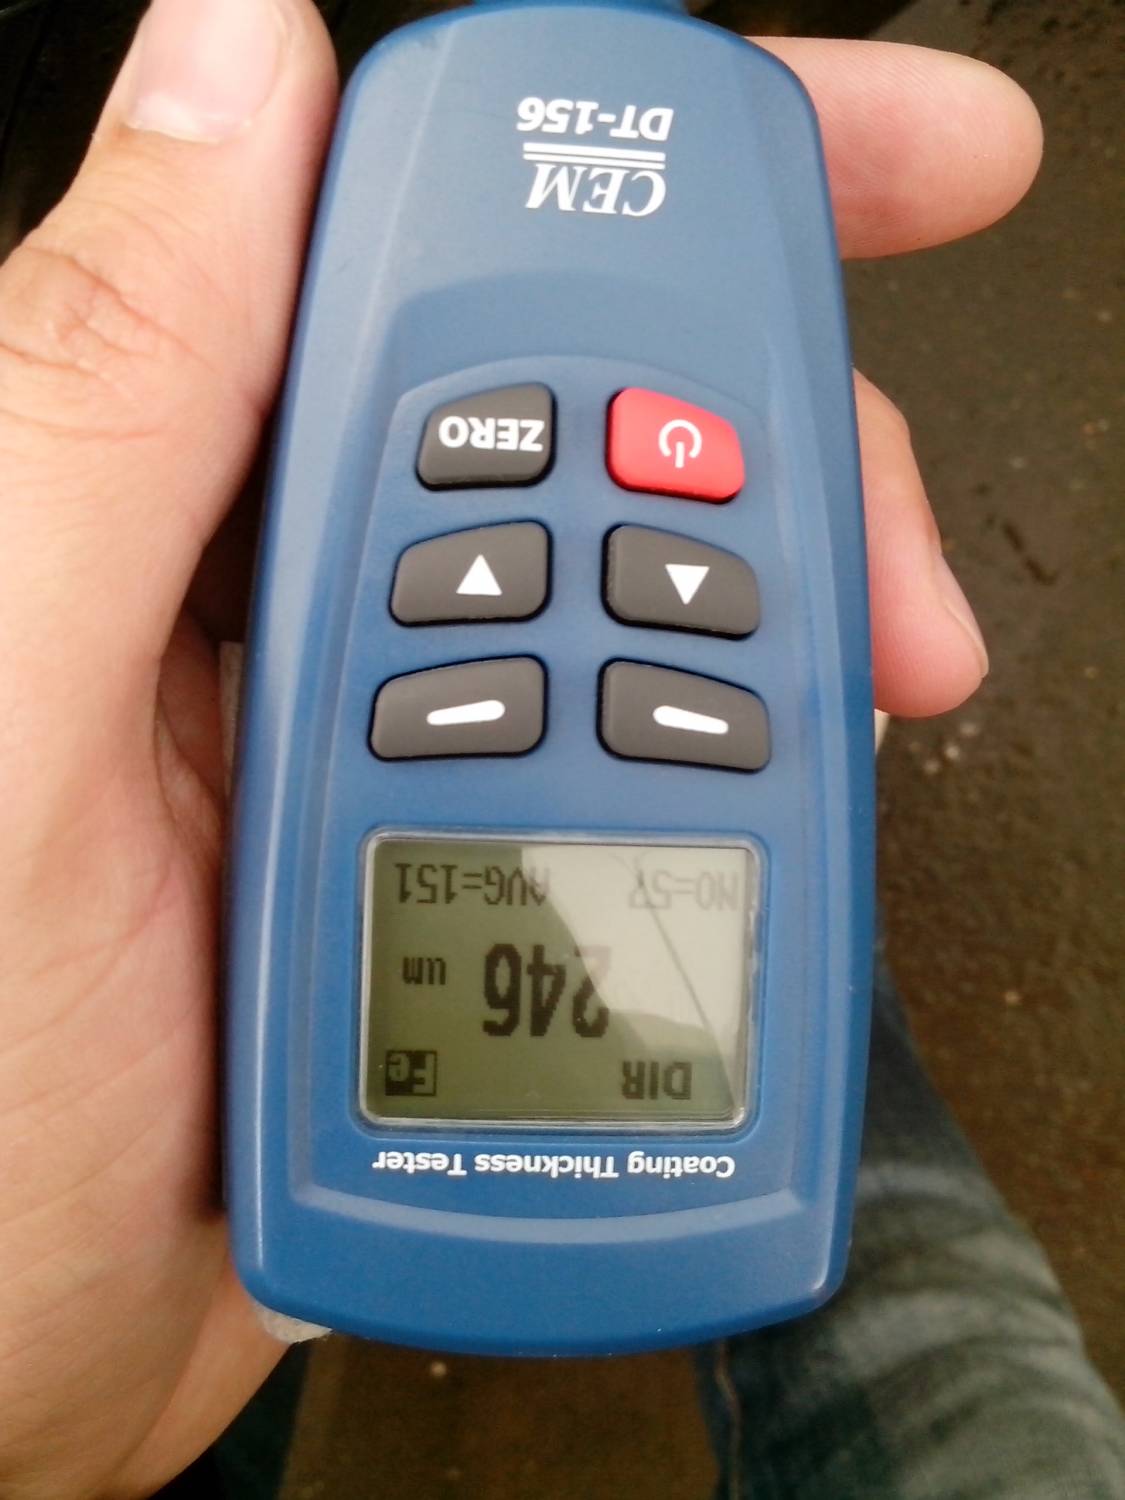 Coating Thickness Tester
DIR Fe
246 um
NO=57 AVG=151
ZERO
CEM
DT-156